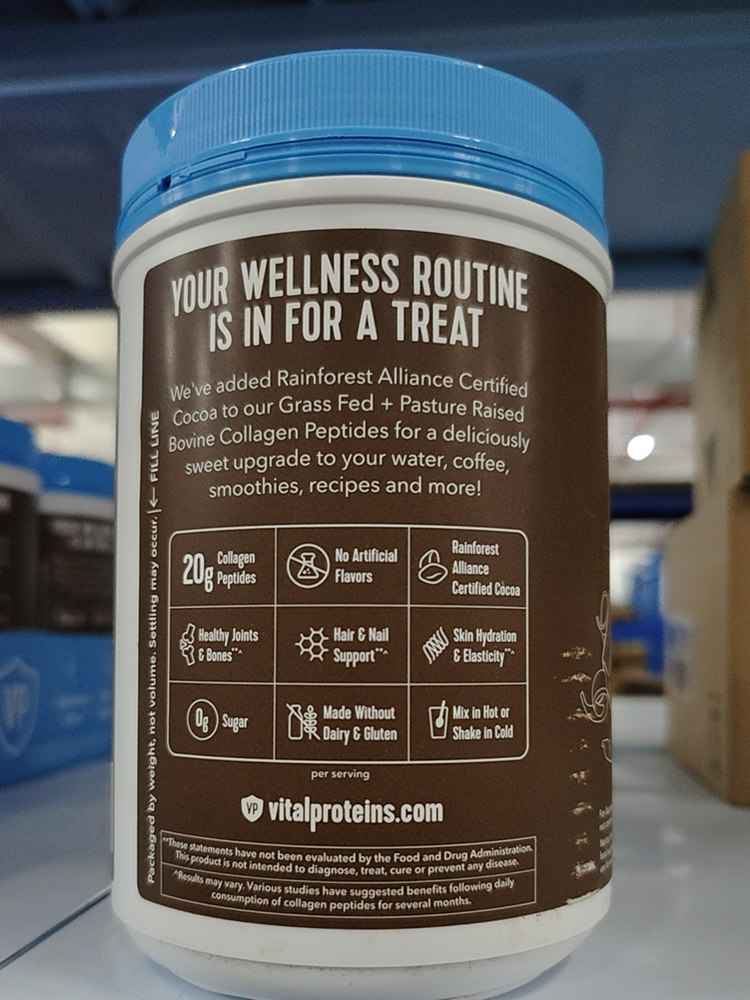 YOUR WELLNESS ROUTINE
IS IN FOR A TREAT
We've added Rainforest Alliance Certified
Cocoa to our Grass Fed + Pasture Raised
Bovine Collagen Peptides for a deliciously
sweet upgrade to your water, coffee,
smoothies, recipes and more!
20g Collagen
Peptides
No Artificial
Flavors
Rainforest
Alliance
Certified Cocoa
Healthy Joints
& Bones**^
Hair & Nail
Support**^
Skin Hydration
& Elasticity**^
0g Sugar
Made Without
Dairy & Gluten
Mix in Hot or
Shake in Cold
per serving
VP vitalproteins.com
**These statements have not been evaluated by the Food and Drug Administration.
This product is not intended to diagnose, treat, cure or prevent any disease.
^Results may vary. Various studies have suggested benefits following daily
consumption of collagen peptides for several months.
Packaged by weight, not volume. Settling may occur. |← FILL LINE
VP